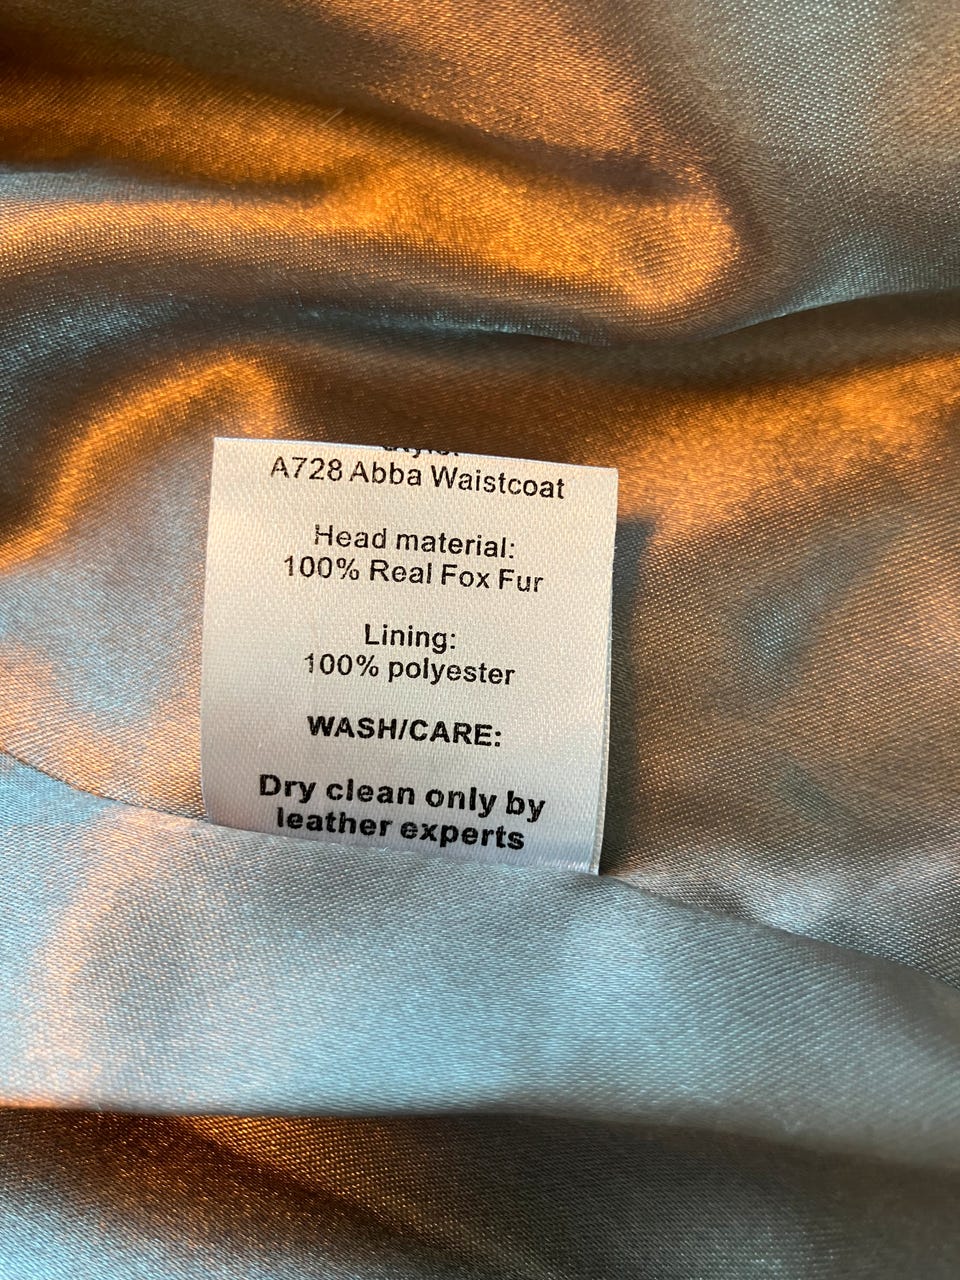 A728 Abba Waistcoat
Head material:
100% Real Fox Fur
Lining:
100% polyester
WASH/CARE:
Dry clean only by
leather experts